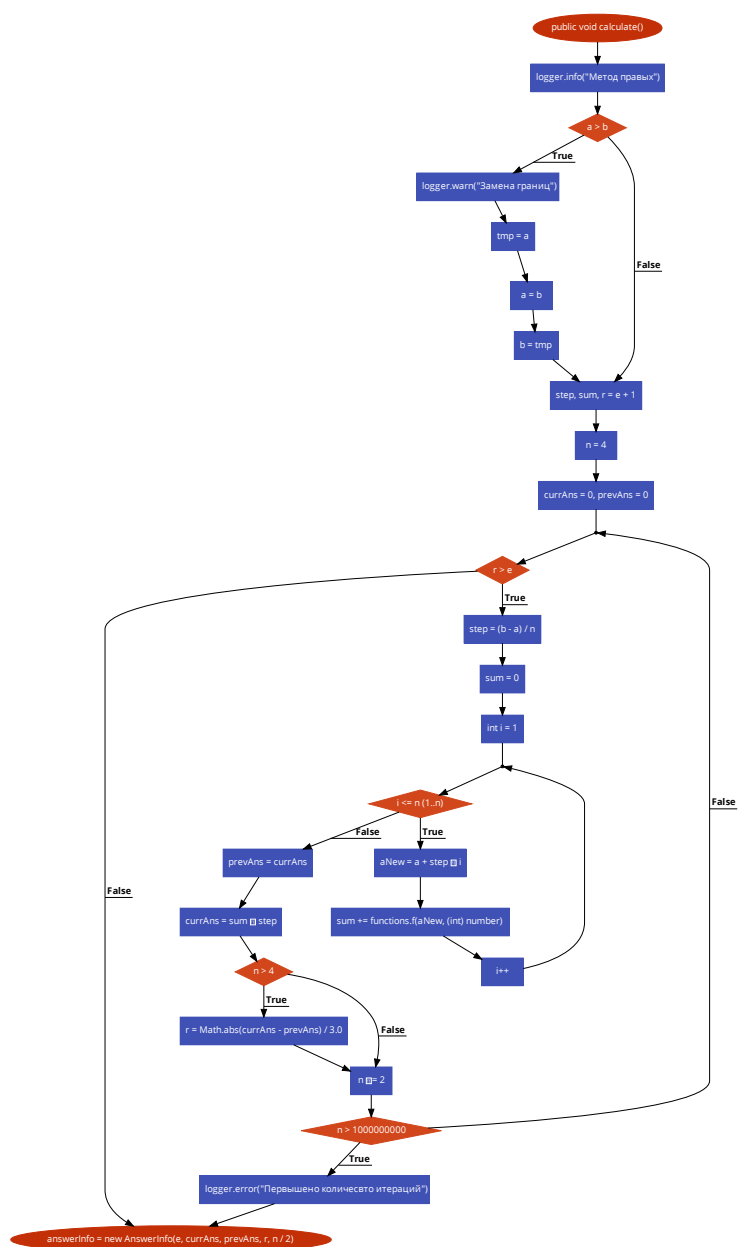 public void calculate()
logger.info("Метод правых")
a > b
True
logger.warn("Замена границ")
tmp = a
False
a = b
b = tmp
step, sum, r = e + 1
n = 4
currAns = 0, prevAns = 0
r > e
True
step = (b - a) / n
sum = 0
int i = 1
i <= n (1..n)
False
False
True
prevAns = currAns
aNew = a + step i
False
currAns = sum step
sum += functions.f(aNew, (int) number)
n > 4
i++
True
r = Math.abs(currAns - prevAns) / 3.0
False
n = 2
n > 1000000000
True
logger.error("Первышено количесвто итераций")
answerInfo = new AnswerInfo(e, currAns, prevAns, r, n / 2)